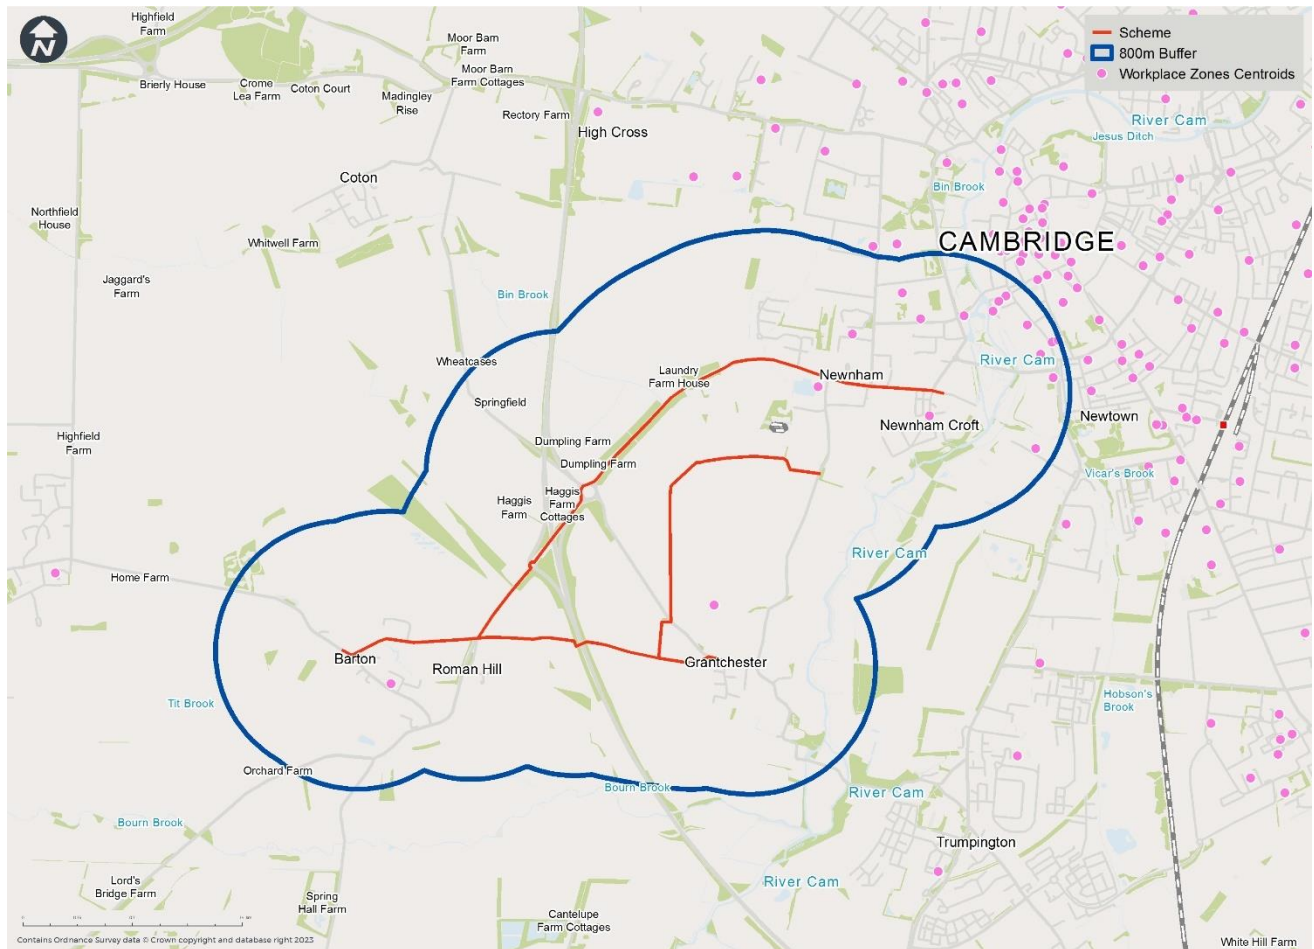 N
Scheme
800m Buffer
Workplace Zones Centroids
Highfield
Farm
Moor Barn
Farm
Moor Barn
Farm Cottages
Brierly House
Crome
Lea Farm
Coton Court
Madingley
Rise
Rectory Farm
High Cross
River Cam
Jesus Ditch
Coton
Bin Brook
Northfield
House
Whitwell Farm
CAMBRIDGE
Jaggard's
Farm
Bin Brook
Wheatcases
River Cam
Laundry
Farm House
Newnham
Springfield
Newnham Croft
Newtown
Highfield
Farm
Dumpling Farm
Dumpling Farm
Vicar's Brook
Haggis
Farm
Haggis
Farm
Cottages
River Cam
Home Farm
Barton
Roman Hill
Grantchester
Tit Brook
Hobson's
Brook
Orchard Farm
Bourn Brook
River Cam
Bourn Brook
Trumpington
Lord's
Bridge Farm
Spring
Hall Farm
River Cam
Cantelupe
Farm Cottages
White Hill Farm
Contains Ordnance Survey data © Crown copyright and database right 2023